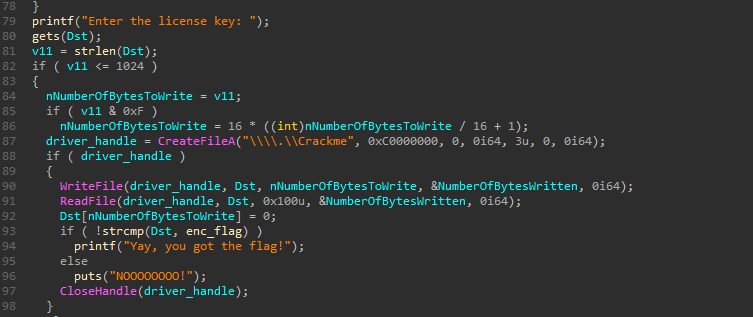 78 }
79 printf("Enter the license key: ");
80 gets(Dst);
81 v11 = strlen(Dst);
82 if ( v11 <= 1024 )
83 {
84 nNumberOfBytesToWrite = v11;
85 if ( v11 & 0xF )
86 nNumberOfBytesToWrite = 16 * ((int)nNumberOfBytesToWrite / 16 + 1);
87 driver_handle = CreateFileA("\\\\.\\Crackme", 0xC0000000, 0, 0i64, 3u, 0, 0i64);
88 if ( driver_handle )
89 {
90 WriteFile(driver_handle, Dst, nNumberOfBytesToWrite, &NumberOfBytesWritten, 0i64);
91 ReadFile(driver_handle, Dst, 0x100u, &NumberOfBytesWritten, 0i64);
92 Dst[nNumberOfBytesToWrite] = 0;
93 if ( !strcmp(Dst, enc_flag) )
94 printf("Yay, you got the flag!");
95 else
96 puts("NOOOOOOOO!");
97 CloseHandle(driver_handle);
98 }